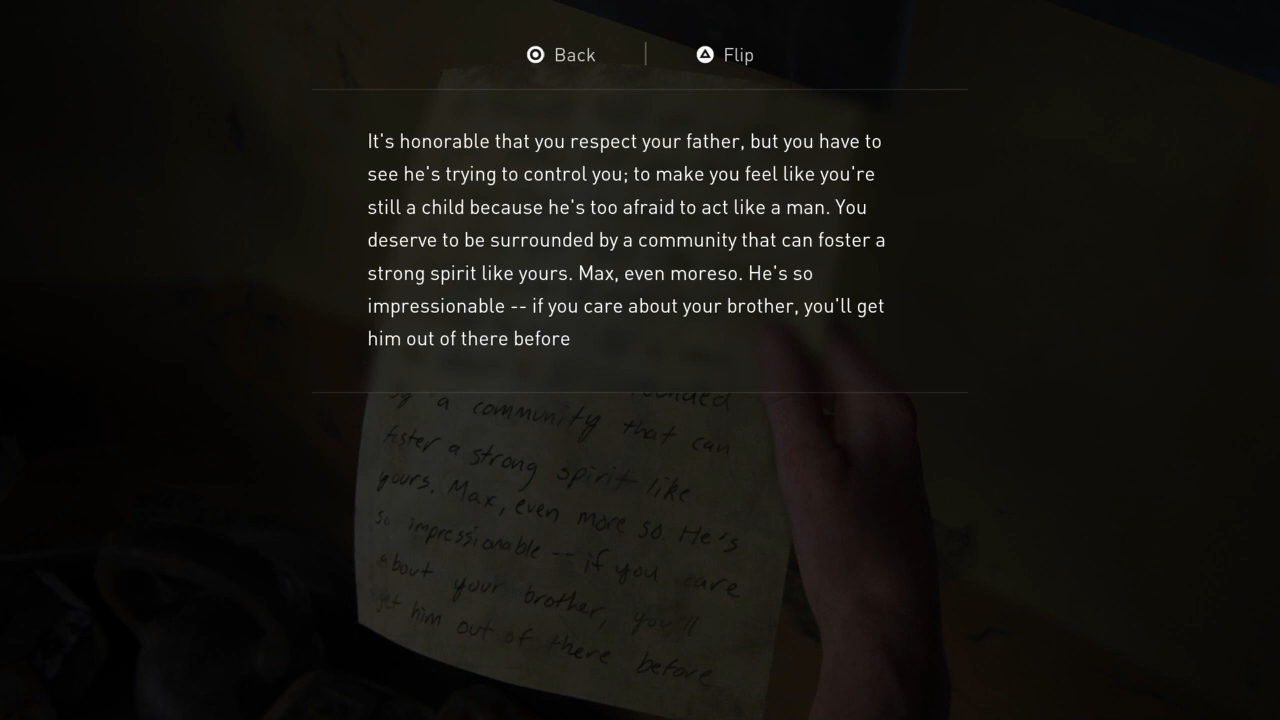 Back
Flip
It's honorable that you respect your father, but you have to
see he's trying to control you; to make you feel like you're
still a child because he's too afraid to act like a man. You
deserve to be surrounded by a community that can foster a
strong spirit like yours. Max, even moreso. He's so
impressionable -- if you care about your brother, you'll get
him out of there before
by a community that can
foster a strong spirit like
yours. Max, even more so. He's
so impressionable -- if you care
about your brother, you'll
get him out of there before